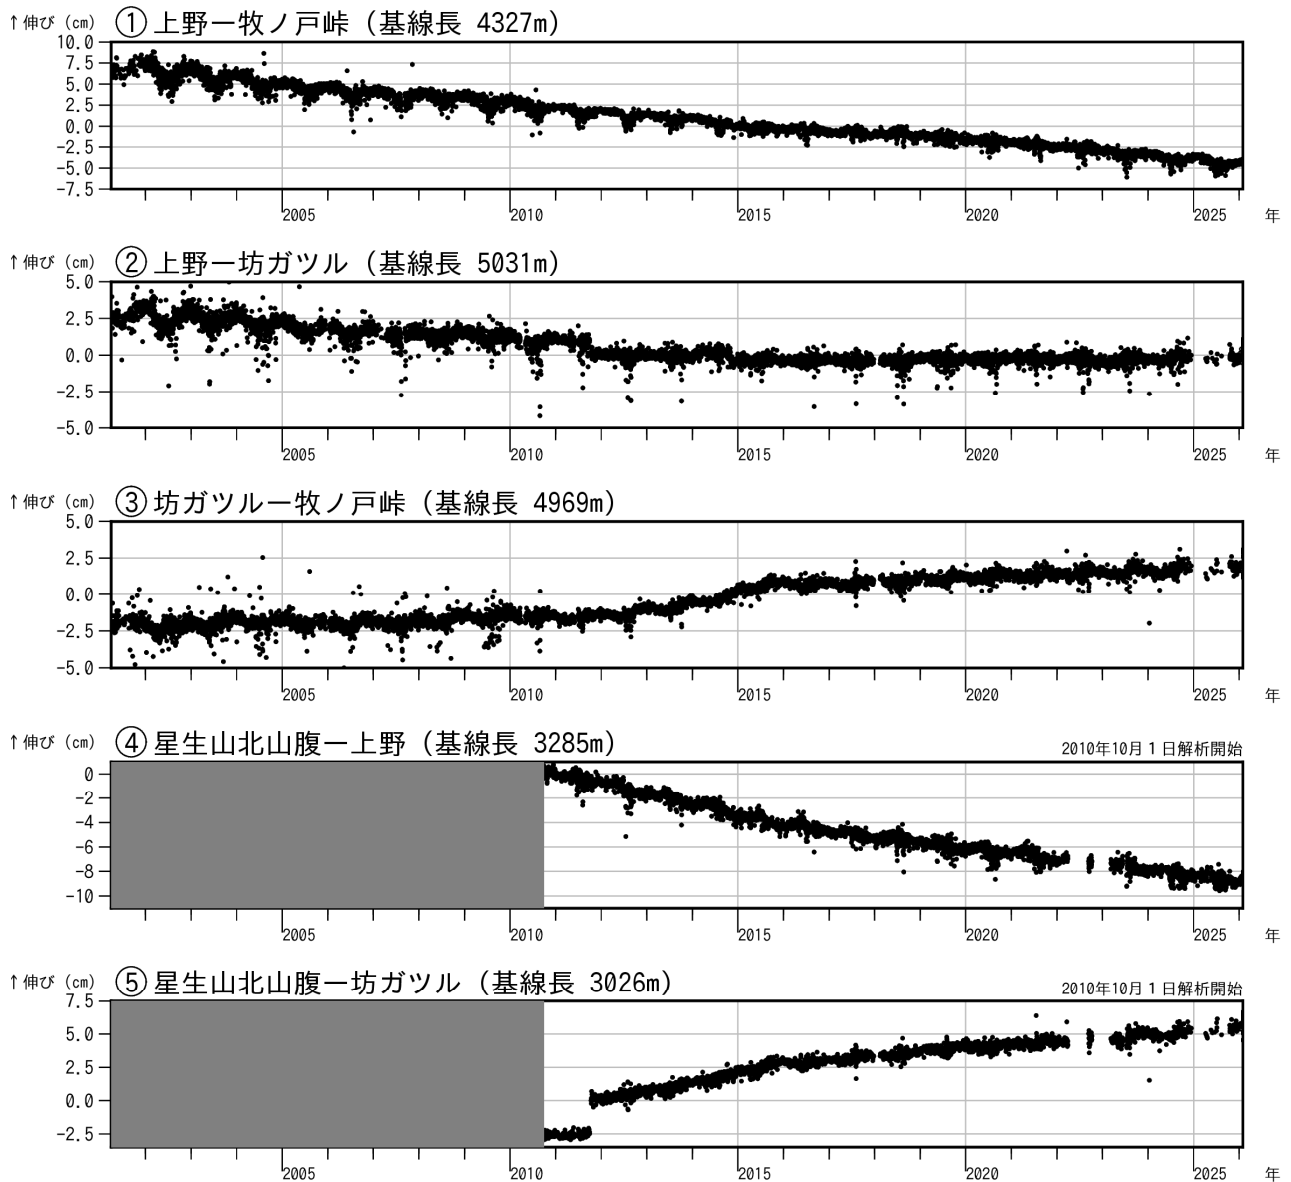 ↑伸び（cm） ①上野ー牧ノ戸峠（基線長 4327m）
10.0
7.5
5.0
2.5
0.0
-2.5
-5.0
-7.5
2005 2010 2015 2020 2025 年
↑伸び（cm） ②上野ー坊ガツル（基線長 5031m）
5.0
2.5
0.0
-2.5
-5.0
2005 2010 2015 2020 2025 年
↑伸び（cm） ③坊ガツルー牧ノ戸峠（基線長 4969m）
5.0
2.5
0.0
-2.5
-5.0
2005 2010 2015 2020 2025 年
↑伸び（cm） ④星生山北山腹ー上野（基線長 3285m） 2010年10月１日解析開始
0
-2
-4
-6
-8
-10
2005 2010 2015 2020 2025 年
↑伸び（cm） ⑤星生山北山腹ー坊ガツル（基線長 3026m） 2010年10月１日解析開始
7.5
5.0
2.5
0.0
-2.5
2005 2010 2015 2020 2025 年